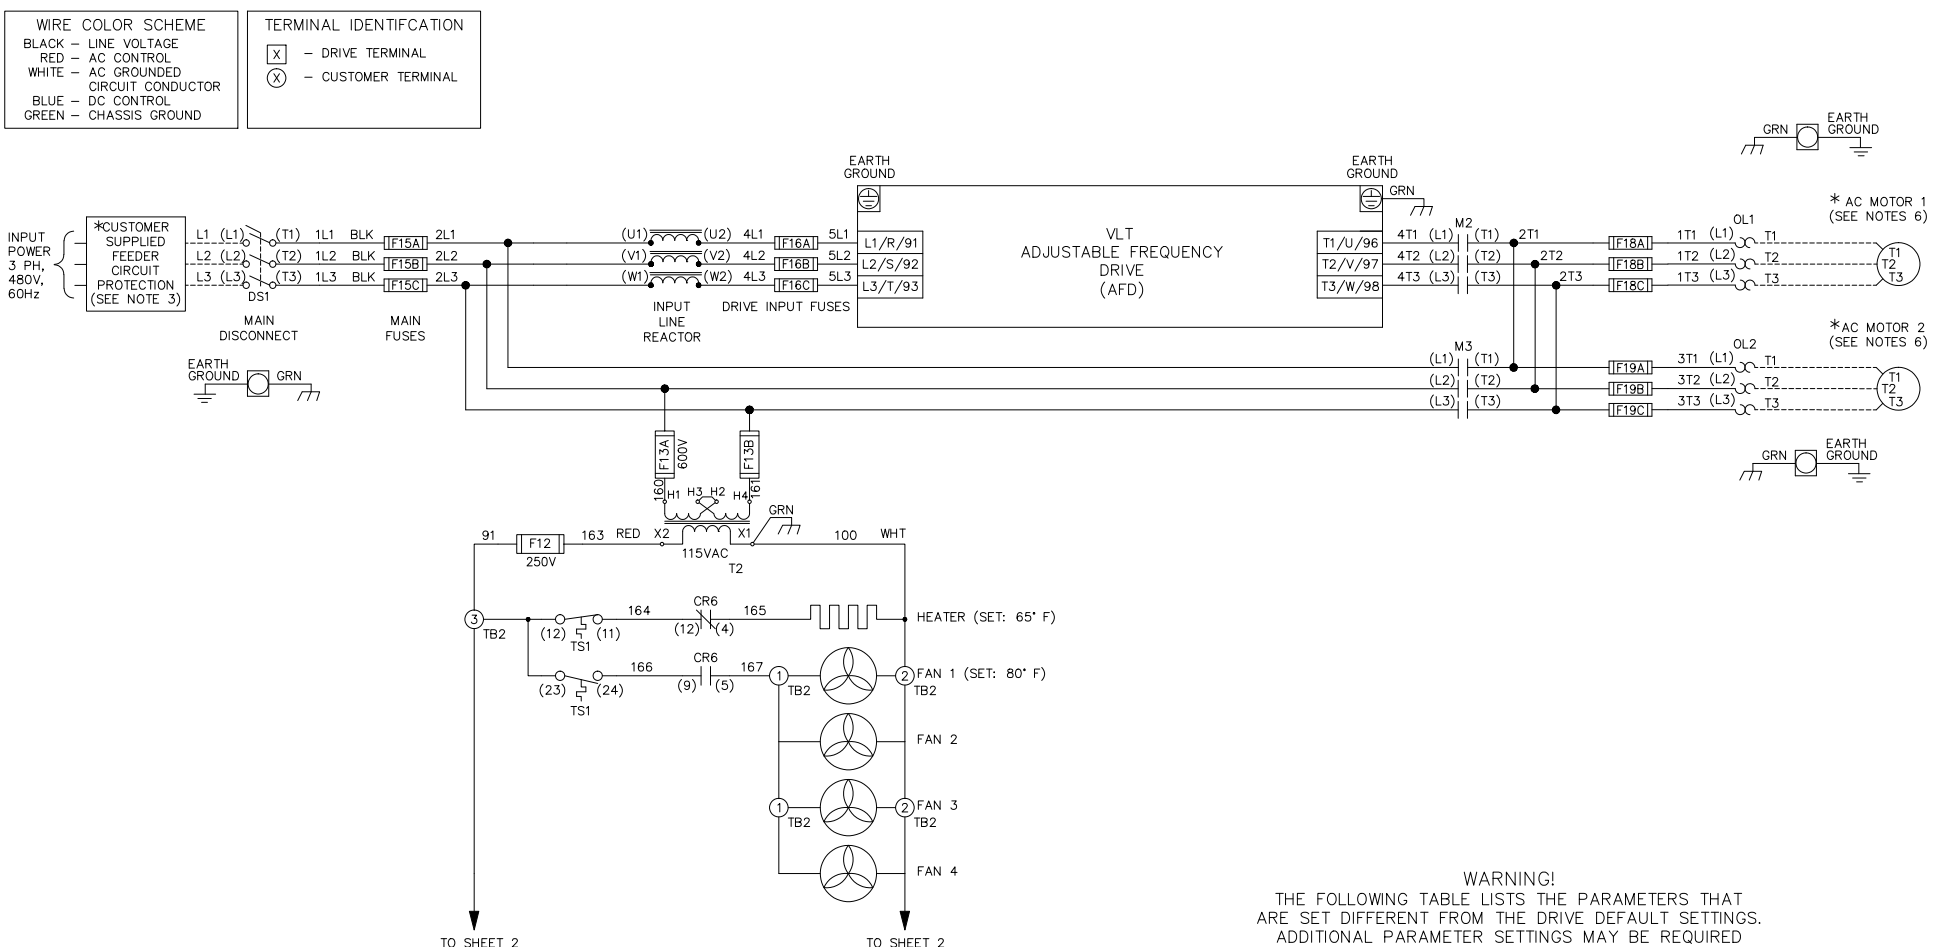 WIRE COLOR SCHEME
BLACK – LINE VOLTAGE
RED – AC CONTROL
WHITE – AC GROUNDED
CIRCUIT CONDUCTOR
BLUE – DC CONTROL
GREEN – CHASSIS GROUND
TERMINAL IDENTIFCATION
X – DRIVE TERMINAL
X – CUSTOMER TERMINAL
GRN
EARTH
GROUND
INPUT
POWER
3 PH,
480V,
60Hz
*CUSTOMER
SUPPLIED
FEEDER
CIRCUIT
PROTECTION
(SEE NOTE 3)
L1 (L1) (T1) 1L1 BLK F15A 2L1
L2 (L2) (T2) 1L2 BLK F15B 2L2
L3 (L3) (T3) 1L3 BLK F15C 2L3
DS1
MAIN
DISCONNECT
MAIN
FUSES
EARTH
GROUND
GRN
(U1) (U2) 4L1 F16A 5L1
(V1) (V2) 4L2 F16B 5L2
(W1) (W2) 4L3 F16C 5L3
INPUT
LINE
REACTOR
DRIVE INPUT FUSES
EARTH
GROUND
L1/R/91
L2/S/92
L3/T/93
VLT
ADJUSTABLE FREQUENCY
DRIVE
(AFD)
EARTH
GROUND
GRN
T1/U/96
T2/V/97
T3/W/98
M2
4T1 (L1) (T1) 2T1
4T2 (L2) (T2) 2T2
4T3 (L3) (T3) 2T3
F18A 1T1 (L1) T1
F18B 1T2 (L2) T2
F18C 1T3 (L3) T3
OL1
* AC MOTOR 1
(SEE NOTES 6)
T1
T2
T3
M3
(L1) (T1)
(L2) (T2)
(L3) (T3)
F19A 3T1 (L1) T1
F19B 3T2 (L2) T2
F19C 3T3 (L3) T3
OL2
*AC MOTOR 2
(SEE NOTES 6)
T1
T2
T3
GRN
EARTH
GROUND
F13A
600V
F13B
160
161
H1 H3 H2 H4
GRN
91 F12 163 RED X2 X1 100 WHT
250V
115VAC
T2
3
TB2
(12) (11) 164 CR6 165
TS1
(12) (4)
HEATER (SET: 65° F)
(23) (24) 166 CR6 167
TS1
(9) (5)
1
TB2
2
TB2
FAN 1 (SET: 80° F)
FAN 2
1
TB2
2
TB2
FAN 3
FAN 4
TO SHEET 2
TO SHEET 2
WARNING!
THE FOLLOWING TABLE LISTS THE PARAMETERS THAT
ARE SET DIFFERENT FROM THE DRIVE DEFAULT SETTINGS.
ADDITIONAL PARAMETER SETTINGS MAY BE REQUIRED